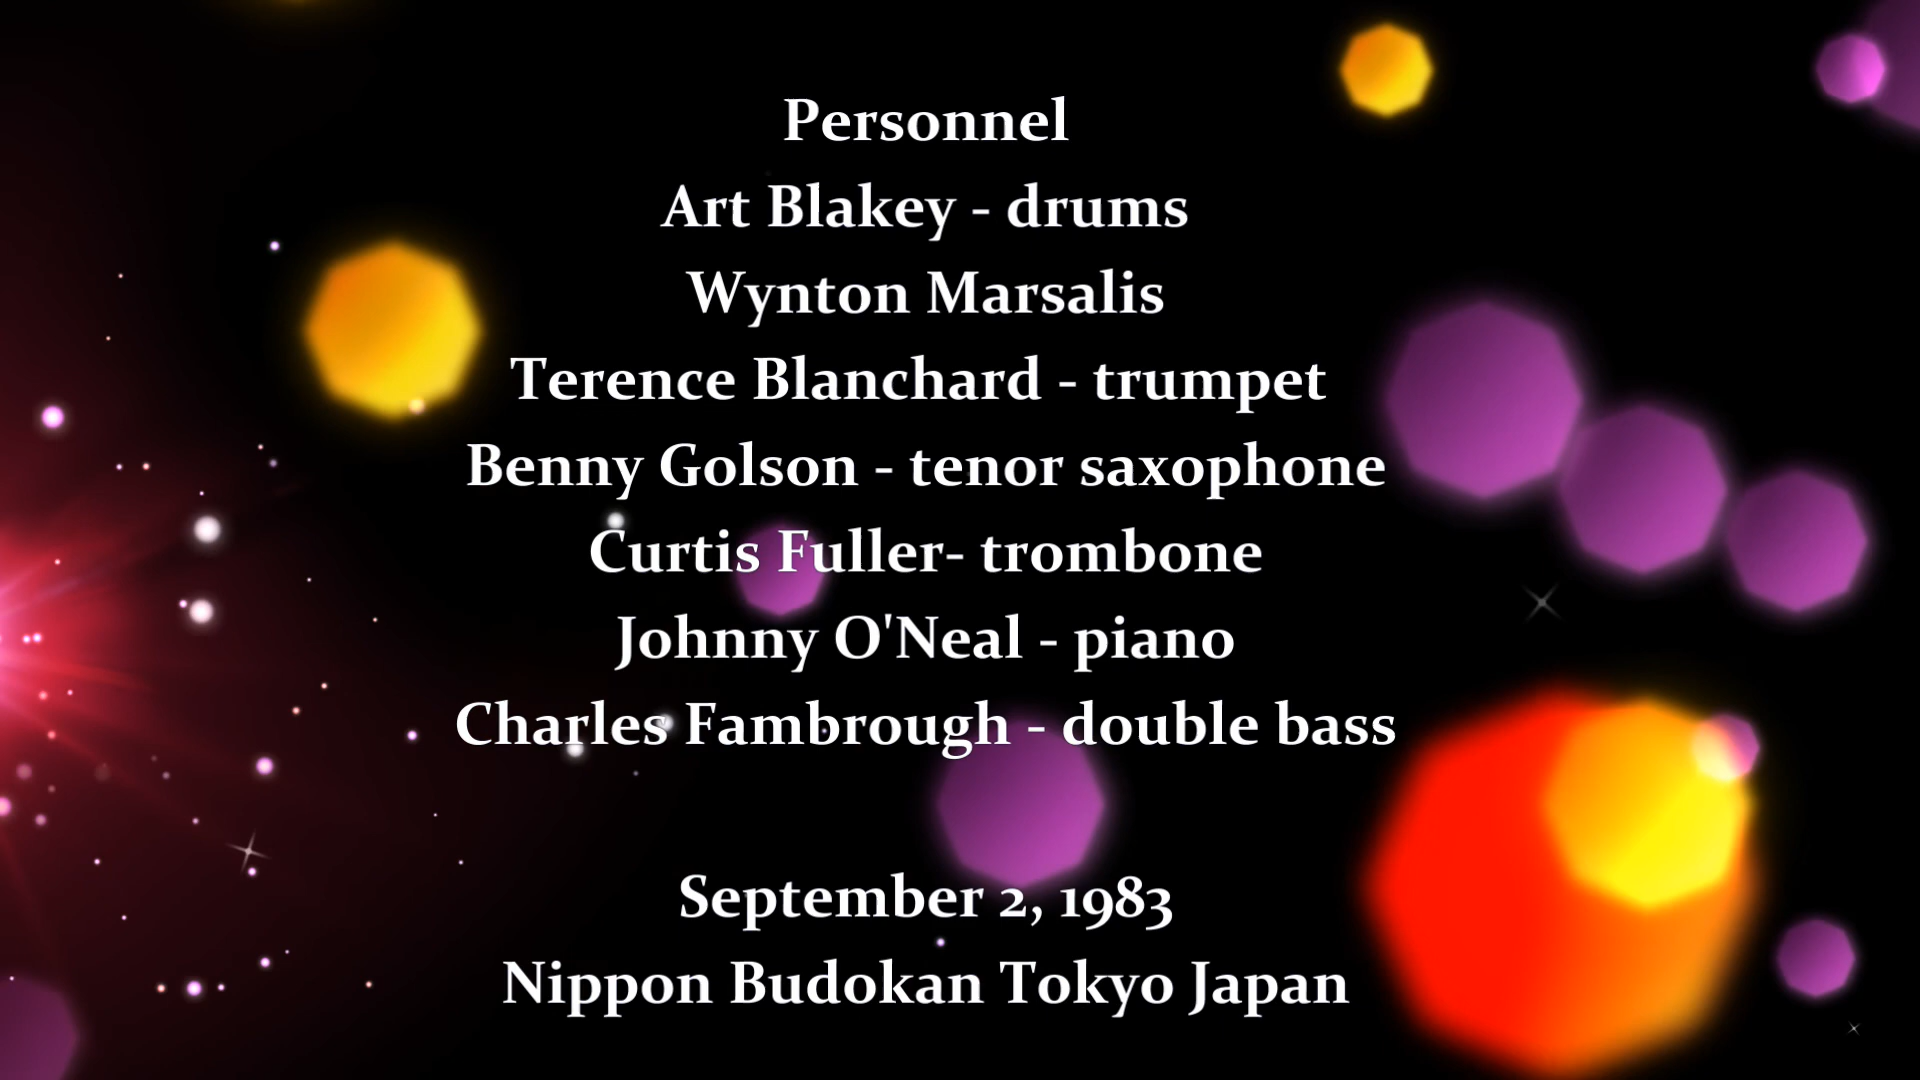 Personnel
Art Blakey - drums
Wynton Marsalis
Terence Blanchard - trumpet
Benny Golson - tenor saxophone
Curtis Fuller- trombone
Johnny O'Neal - piano
Charles Fambrough - double bass
September 2, 1983
Nippon Budokan Tokyo Japan